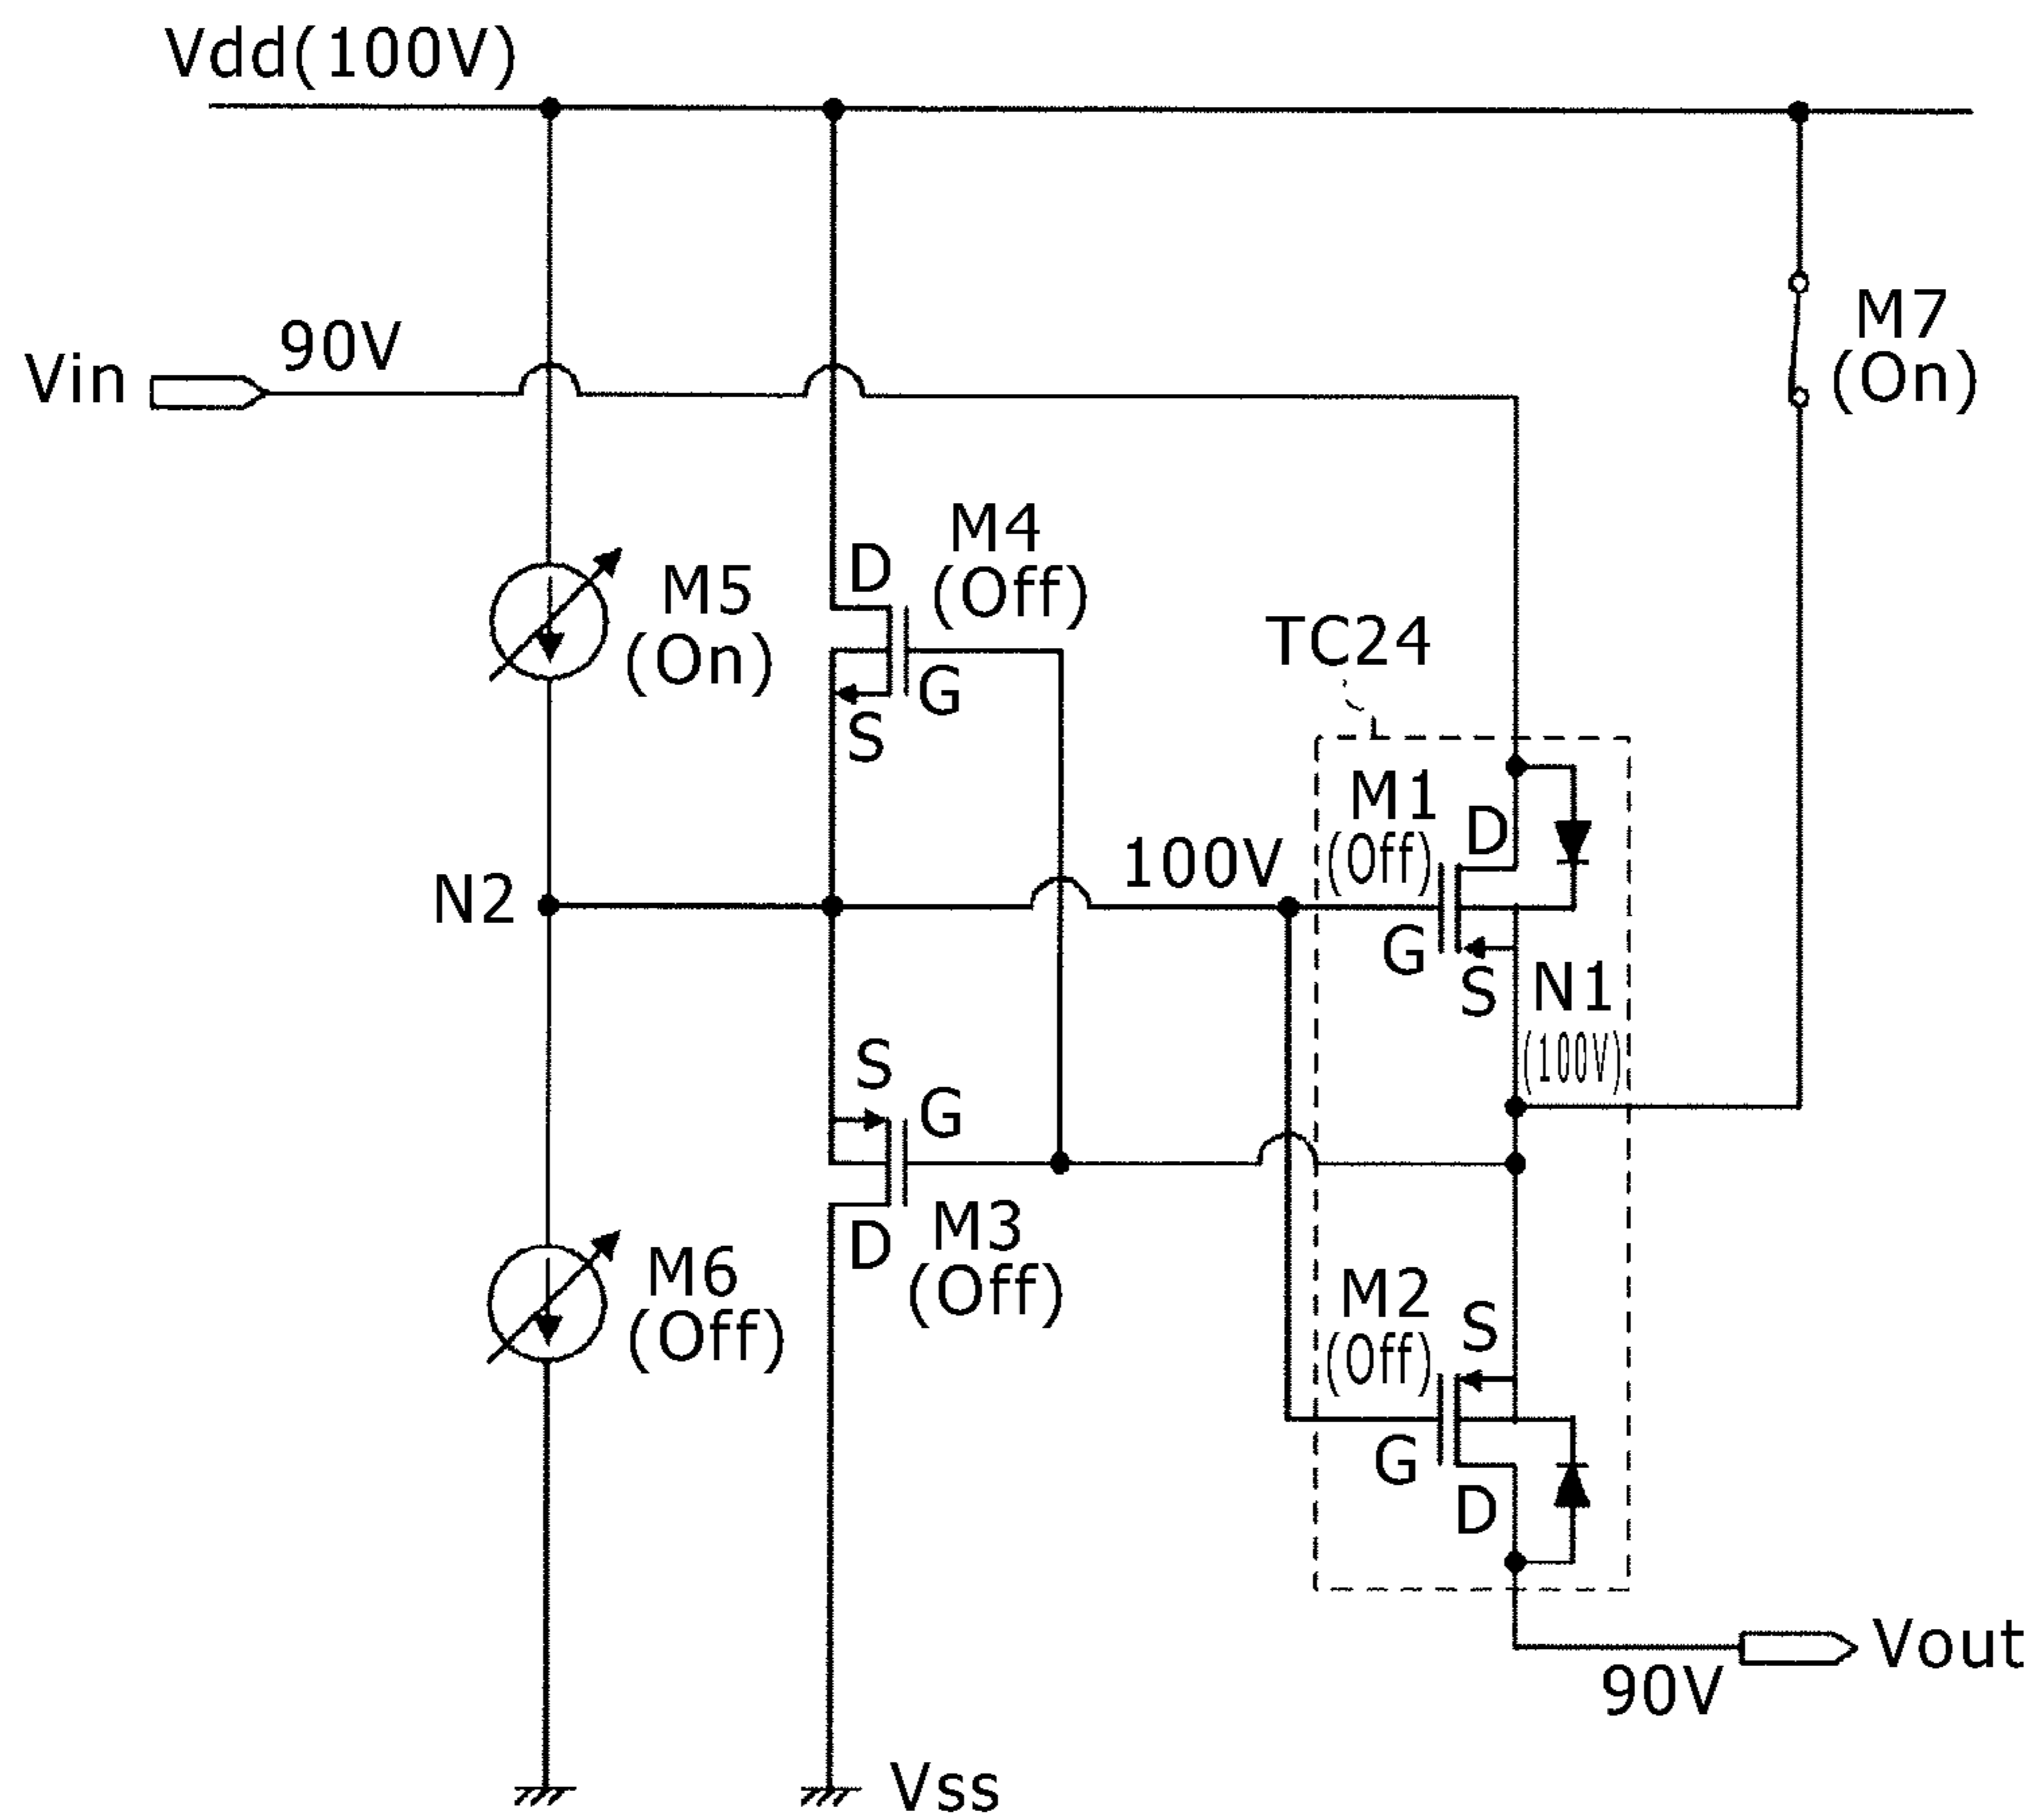 Vdd(100V)
90V
Vin
M7
(On)
M4
(Off)
D
G
S
M5
(On)
TC24
M1
(Off)
D
100V
N2
G
S
N1
(100V)
S
G
D
M3
(Off)
M6
(Off)
M2
(Off)
S
G
D
Vout
90V
Vss